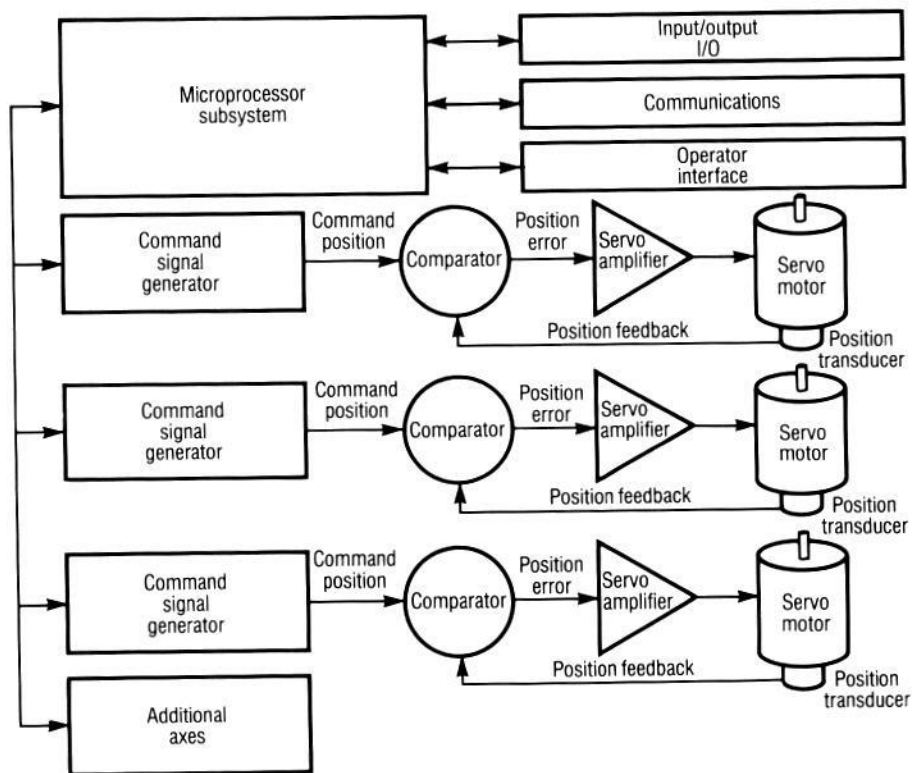 Microprocessor
subsystem
Input/output
I/O
Communications
Operator
interface
Command
signal
generator
Command
position
Comparator
Position
error
Servo
amplifier
Servo
motor
Position feedback
Position
transducer
Command
signal
generator
Command
position
Comparator
Position
error
Servo
amplifier
Servo
motor
Position feedback
Position
transducer
Command
signal
generator
Command
position
Comparator
Position
error
Servo
amplifier
Servo
motor
Position feedback
Position
transducer
Additional
axes